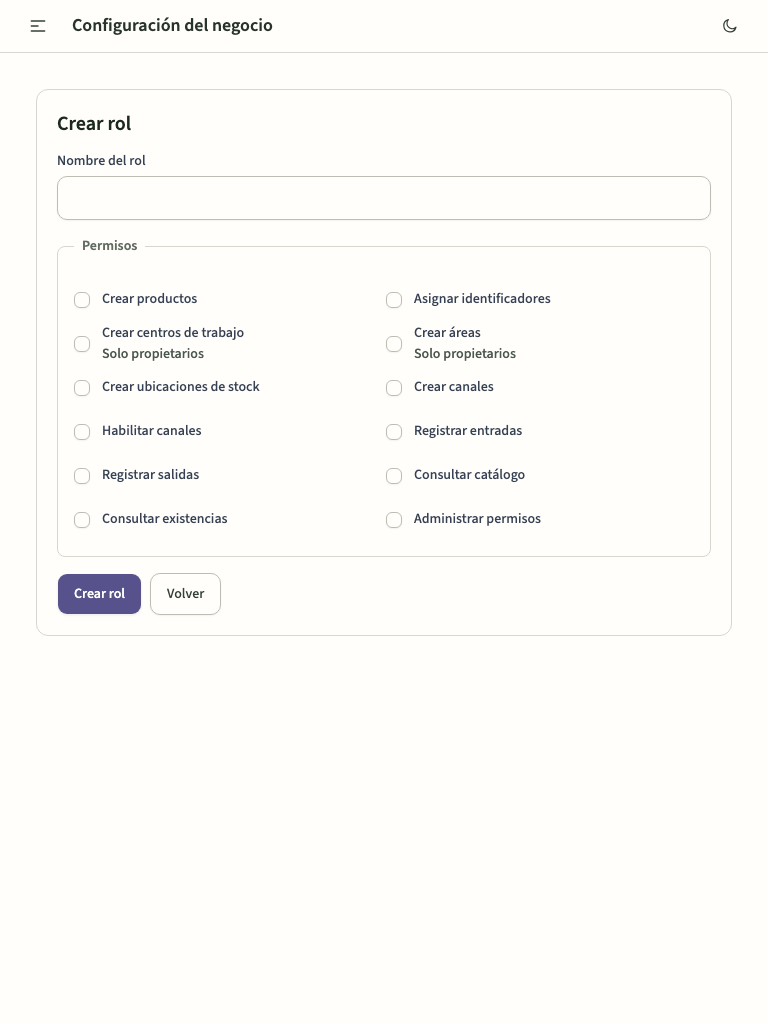 Configuración del negocio
Crear rol
Nombre del rol
Permisos
Crear productos
Asignar identificadores
Crear centros de trabajo
Solo propietarios
Crear áreas
Solo propietarios
Crear ubicaciones de stock
Crear canales
Habilitar canales
Registrar entradas
Registrar salidas
Consultar catálogo
Consultar existencias
Administrar permisos
Crear rol
Volver